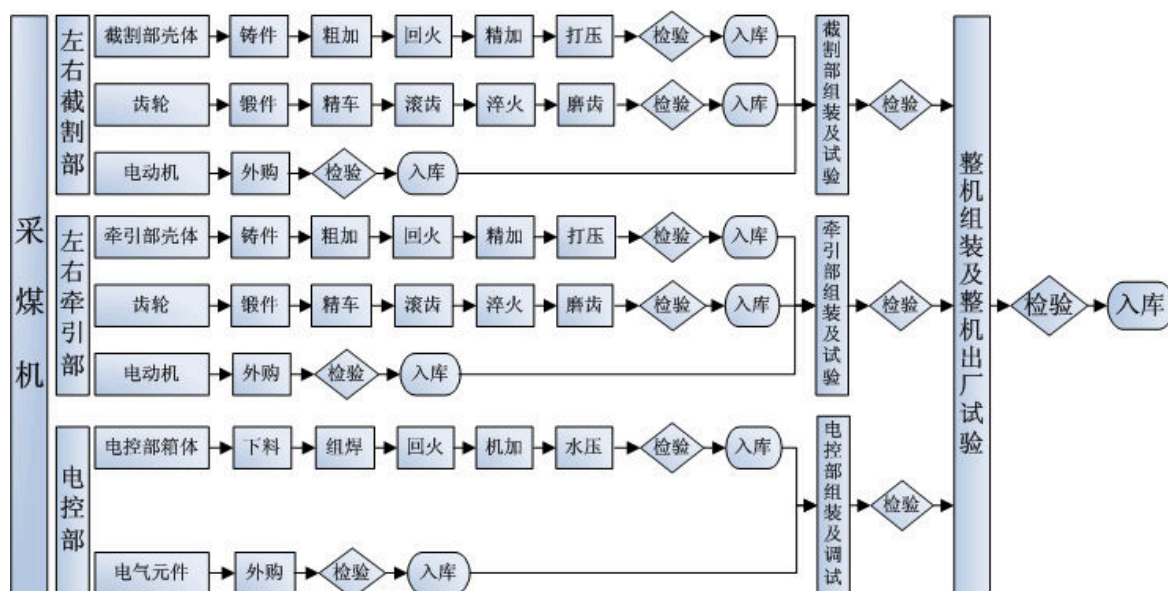 采煤机
左右截割部
截割部壳体 铸件 粗加 回火 精加 打压 检验 入库
齿轮 锻件 精车 滚齿 淬火 磨齿 检验 入库
电动机 外购 检验 入库
截割部组装及试验 检验
左右牵引部
牵引部壳体 铸件 粗加 回火 精加 打压 检验 入库
齿轮 锻件 精车 滚齿 淬火 磨齿 检验 入库
电动机 外购 检验 入库
牵引部组装及试验 检验
电控部
电控部箱体 下料 组焊 回火 机加 水压 检验 入库
电气元件 外购 检验 入库
电控部组装及调试 检验
整机组装及整机出厂试验 检验 入库